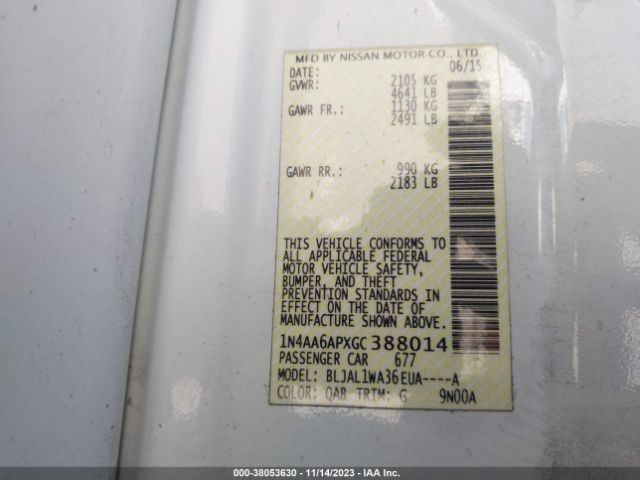 MFD BY NISSAN MOTOR CO., LTD.
DATE: 06/15
GVWR: 2105 KG
4641 LB
GAWR FR.: 1130 KG
2491 LB
GAWR RR.: 990 KG
2183 LB
THIS VEHICLE CONFORMS TO
ALL APPLICABLE FEDERAL
MOTOR VEHICLE SAFETY,
BUMPER, AND THEFT
PREVENTION STANDARDS IN
EFFECT ON THE DATE OF
MANUFACTURE SHOWN ABOVE.
1N4AA6APXGC388014
PASSENGER CAR 677
MODEL: BLJAL1WA36EUA----A
COLOR: QAB TRIM: G 9N00A
000-38053630 - 11/14/2023 - IAA Inc.